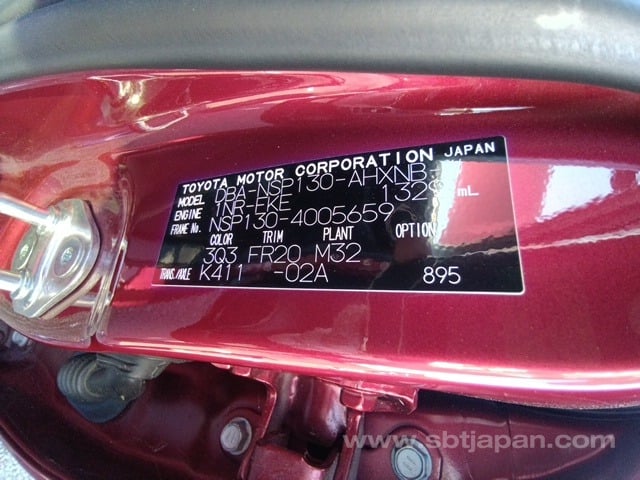 TOYOTA MOTOR CORPORATION JAPAN
MODEL DBA-NSP130-AHXNB
ENGINE 1NR-FKE 1329 mL
FRAME No. NSP130-4005659
COLOR TRIM PLANT OPTION
3Q3 FR20 M32
TRANS./AXLE K411 -02A 895
www.sbtjapan.com